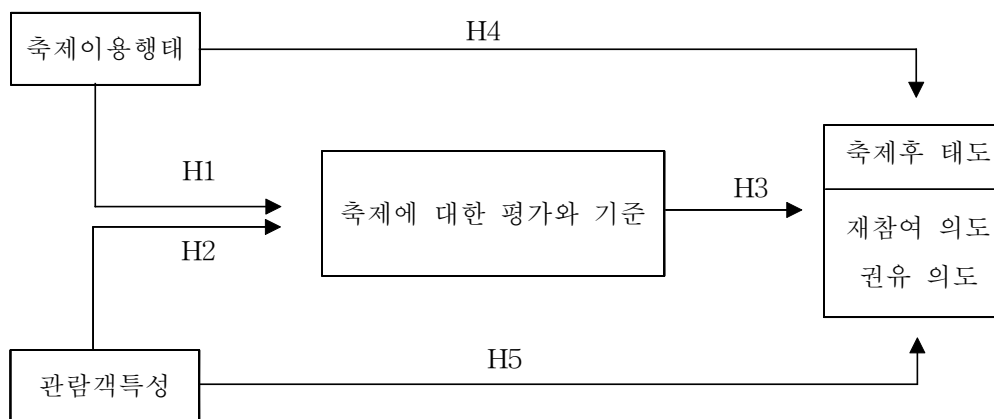 H4
축제이용행태
축제후 태도
H1
축제에 대한 평가와 기준
H3
재참여 의도
H2
권유 의도
H5
관람객특성